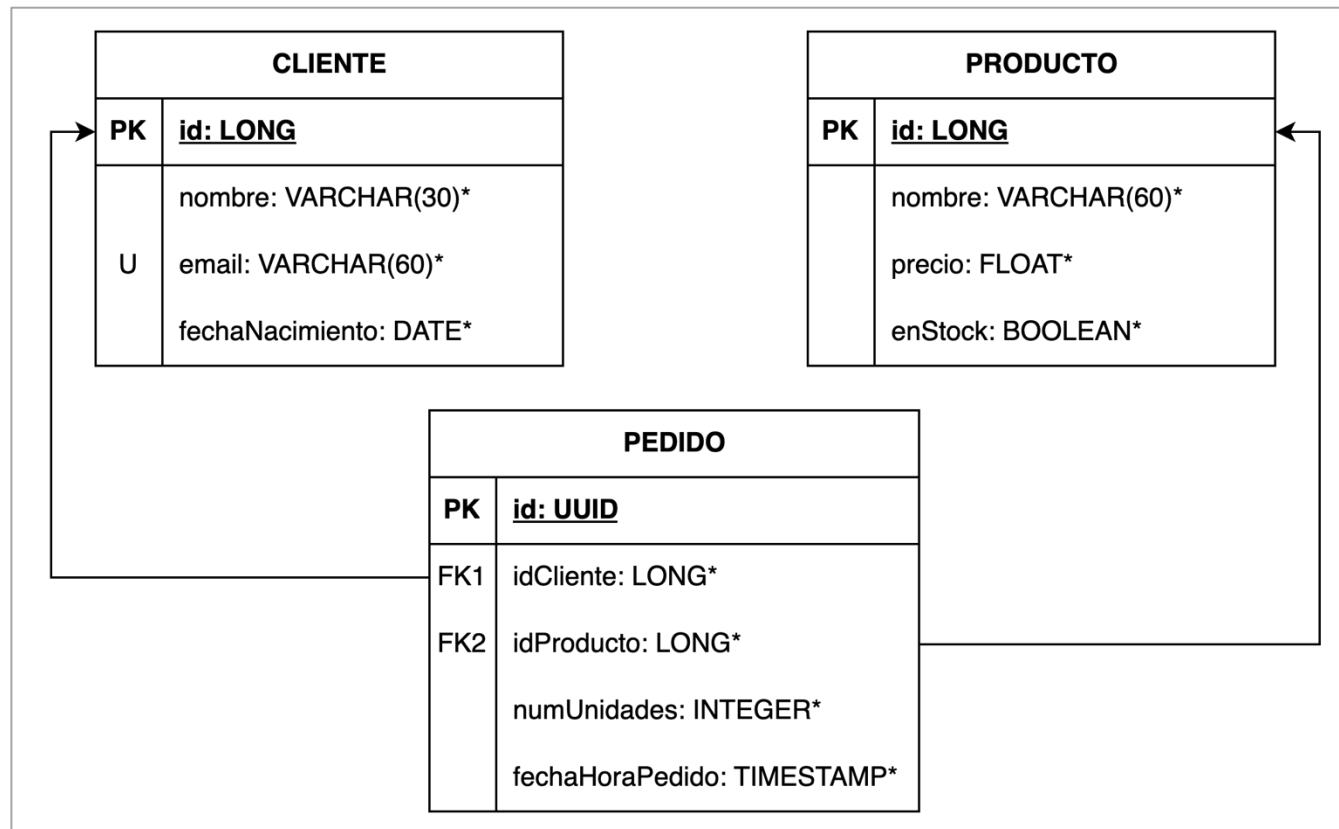 CLIENTE
PK id: LONG
nombre: VARCHAR(30)*
U email: VARCHAR(60)*
fechaNacimiento: DATE*
PRODUCTO
PK id: LONG
nombre: VARCHAR(60)*
precio: FLOAT*
enStock: BOOLEAN*
PEDIDO
PK id: UUID
FK1 idCliente: LONG*
FK2 idProducto: LONG*
numUnidades: INTEGER*
fechaHoraPedido: TIMESTAMP*